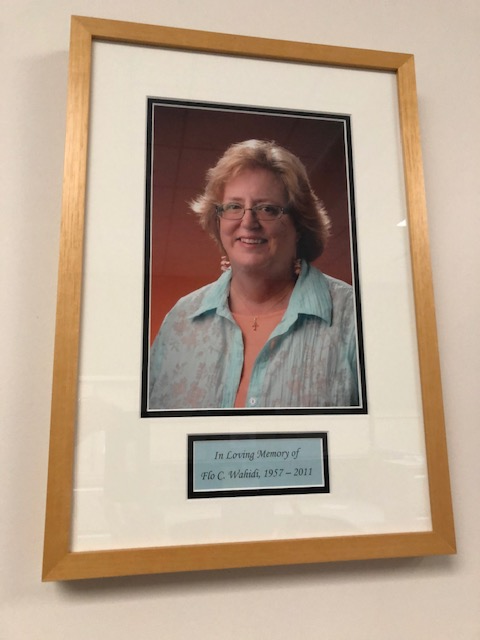 In Loving Memory of
Flo C. Wahidi, 1957 – 2011